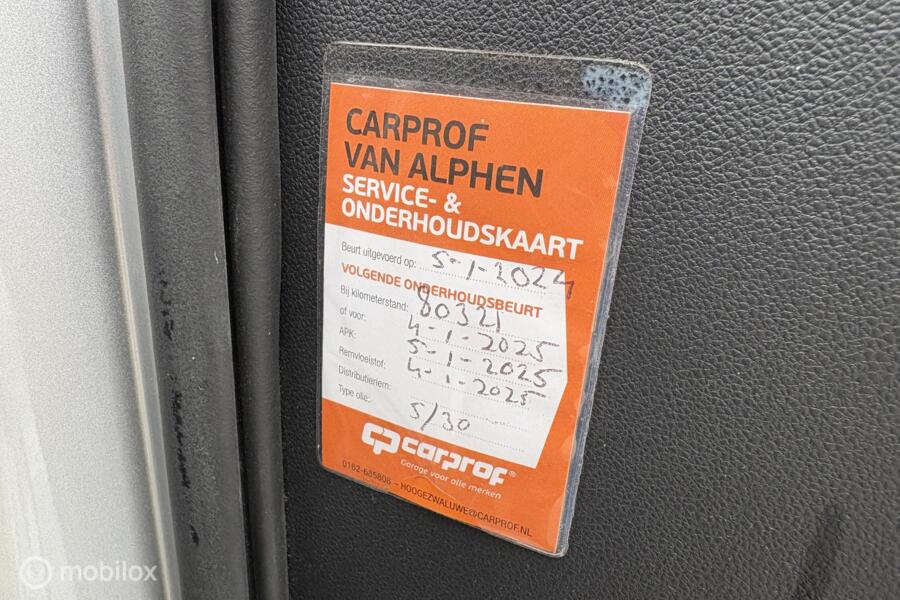 CARPROF
VAN ALPHEN
SERVICE- &
ONDERHOUDSKAART
Beurt uitgevoerd op: 5-1-2024
VOLGENDE ONDERHOUDSBEURT
Bij kilometerstand: 80321
of voor: 4-1-2025
APK: 5-1-2025
Remvloeistof: 4-1-2025
Distributieriem:
Type olie: 5/30
carprof®
Garage voor alle merken
0162-685808 – HOOGEZWALUWE@CARPROF.NL
mobilox